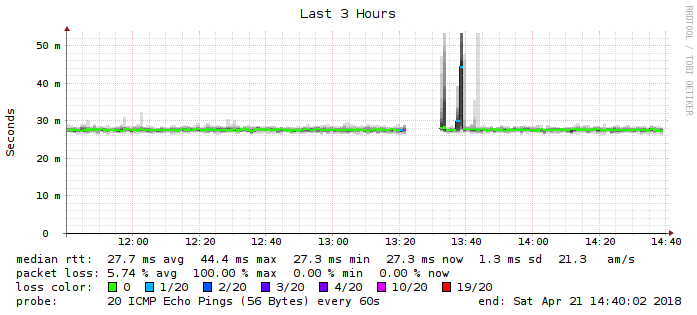 Last 3 Hours
RRDTOOL / TOBI OETIKER
Seconds
50 m
40 m
30 m
20 m
10 m
0
12:00 12:20 12:40 13:00 13:20 13:40 14:00 14:20 14:40
median rtt: 27.7 ms avg 44.4 ms max 27.3 ms min 27.3 ms now 1.3 ms sd 21.3 am/s
packet loss: 5.74 % avg 100.00 % max 0.00 % min 0.00 % now
loss color: 0 1/20 2/20 3/20 4/20 10/20 19/20
probe: 20 ICMP Echo Pings (56 Bytes) every 60s end: Sat Apr 21 14:40:02 2018